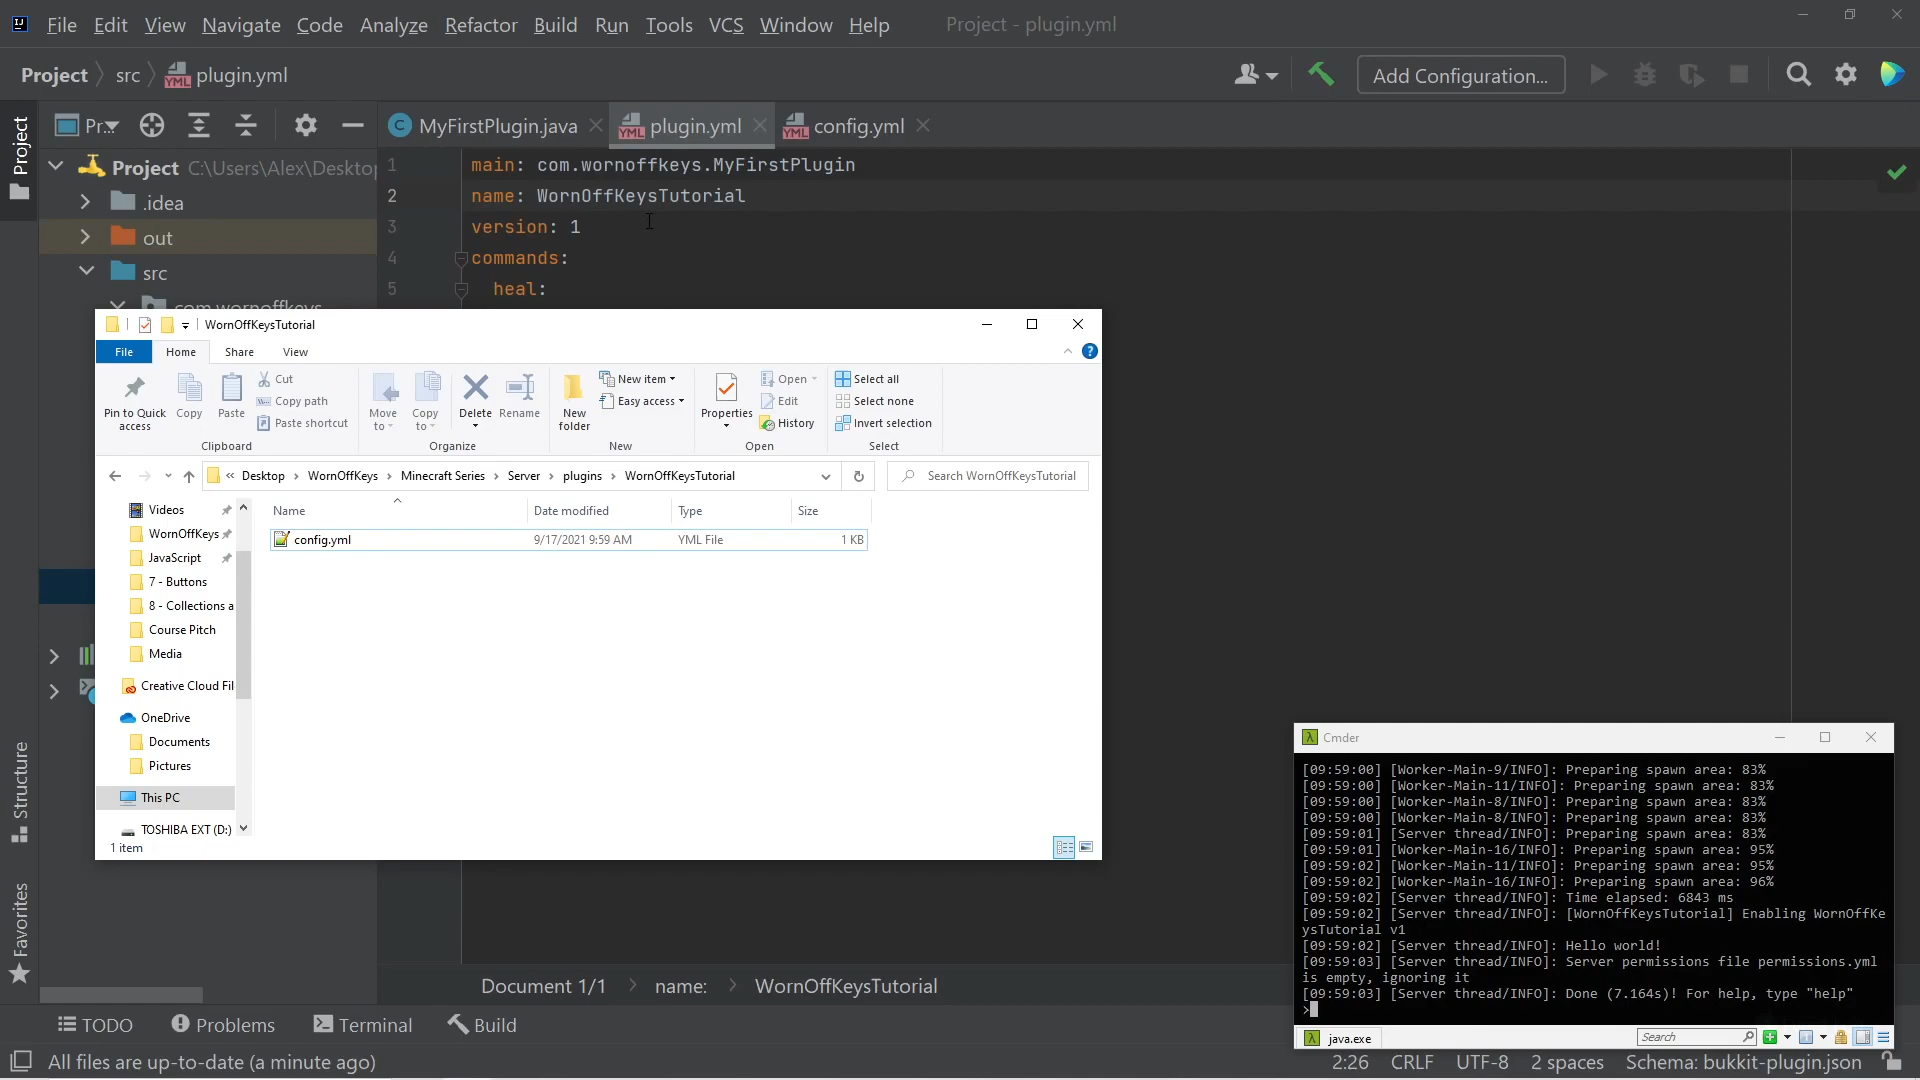 File Edit View Navigate Code Analyze Refactor Build Run Tools VCS Window Help Project - plugin.yml
Project src plugin.yml Add Configuration...
Pr... MyFirstPlugin.java plugin.yml config.yml
Project
Project C:\Users\Alex\Desktop
.idea
out
src
1 main: com.wornoffkeys.MyFirstPlugin
2 name: WornOffKeysTutorial
3 version: 1
4 commands:
5 heal:
WornOffKeysTutorial
File Home Share View
Pin to Quick access
Copy
Paste
Cut
Copy path
Paste shortcut
Clipboard
Move to
Copy to
Delete
Rename
Organize
New folder
New item
Easy access
New
Properties
Open
Edit
History
Open
Select all
Select none
Invert selection
Select
« Desktop › WornOffKeys › Minecraft Series › Server › plugins › WornOffKeysTutorial
Search WornOffKeysTutorial
Name Date modified Type Size
config.yml 9/17/2021 9:59 AM YML File 1 KB
Videos
WornOffKeys
JavaScript
7 - Buttons
8 - Collections a
Course Pitch
Media
Creative Cloud Fil
OneDrive
Documents
Pictures
This PC
TOSHIBA EXT (D:)
1 item
Structure
Favorites
Cmder
[09:59:00] [Worker-Main-9/INFO]: Preparing spawn area: 83%
[09:59:00] [Worker-Main-11/INFO]: Preparing spawn area: 83%
[09:59:00] [Worker-Main-8/INFO]: Preparing spawn area: 83%
[09:59:00] [Worker-Main-8/INFO]: Preparing spawn area: 83%
[09:59:01] [Server thread/INFO]: Preparing spawn area: 83%
[09:59:01] [Worker-Main-16/INFO]: Preparing spawn area: 95%
[09:59:02] [Worker-Main-11/INFO]: Preparing spawn area: 95%
[09:59:02] [Worker-Main-16/INFO]: Preparing spawn area: 96%
[09:59:02] [Server thread/INFO]: Time elapsed: 6843 ms
[09:59:02] [Server thread/INFO]: [WornOffKeysTutorial] Enabling WornOffKe
ysTutorial v1
[09:59:02] [Server thread/INFO]: Hello world!
[09:59:03] [Server thread/INFO]: Server permissions file permissions.yml
is empty, ignoring it
[09:59:03] [Server thread/INFO]: Done (7.164s)! For help, type "help"
>
java.exe Search
Document 1/1 › name: › WornOffKeysTutorial
TODO Problems Terminal Build
All files are up-to-date (a minute ago) 2:26 CRLF UTF-8 2 spaces Schema: bukkit-plugin.json